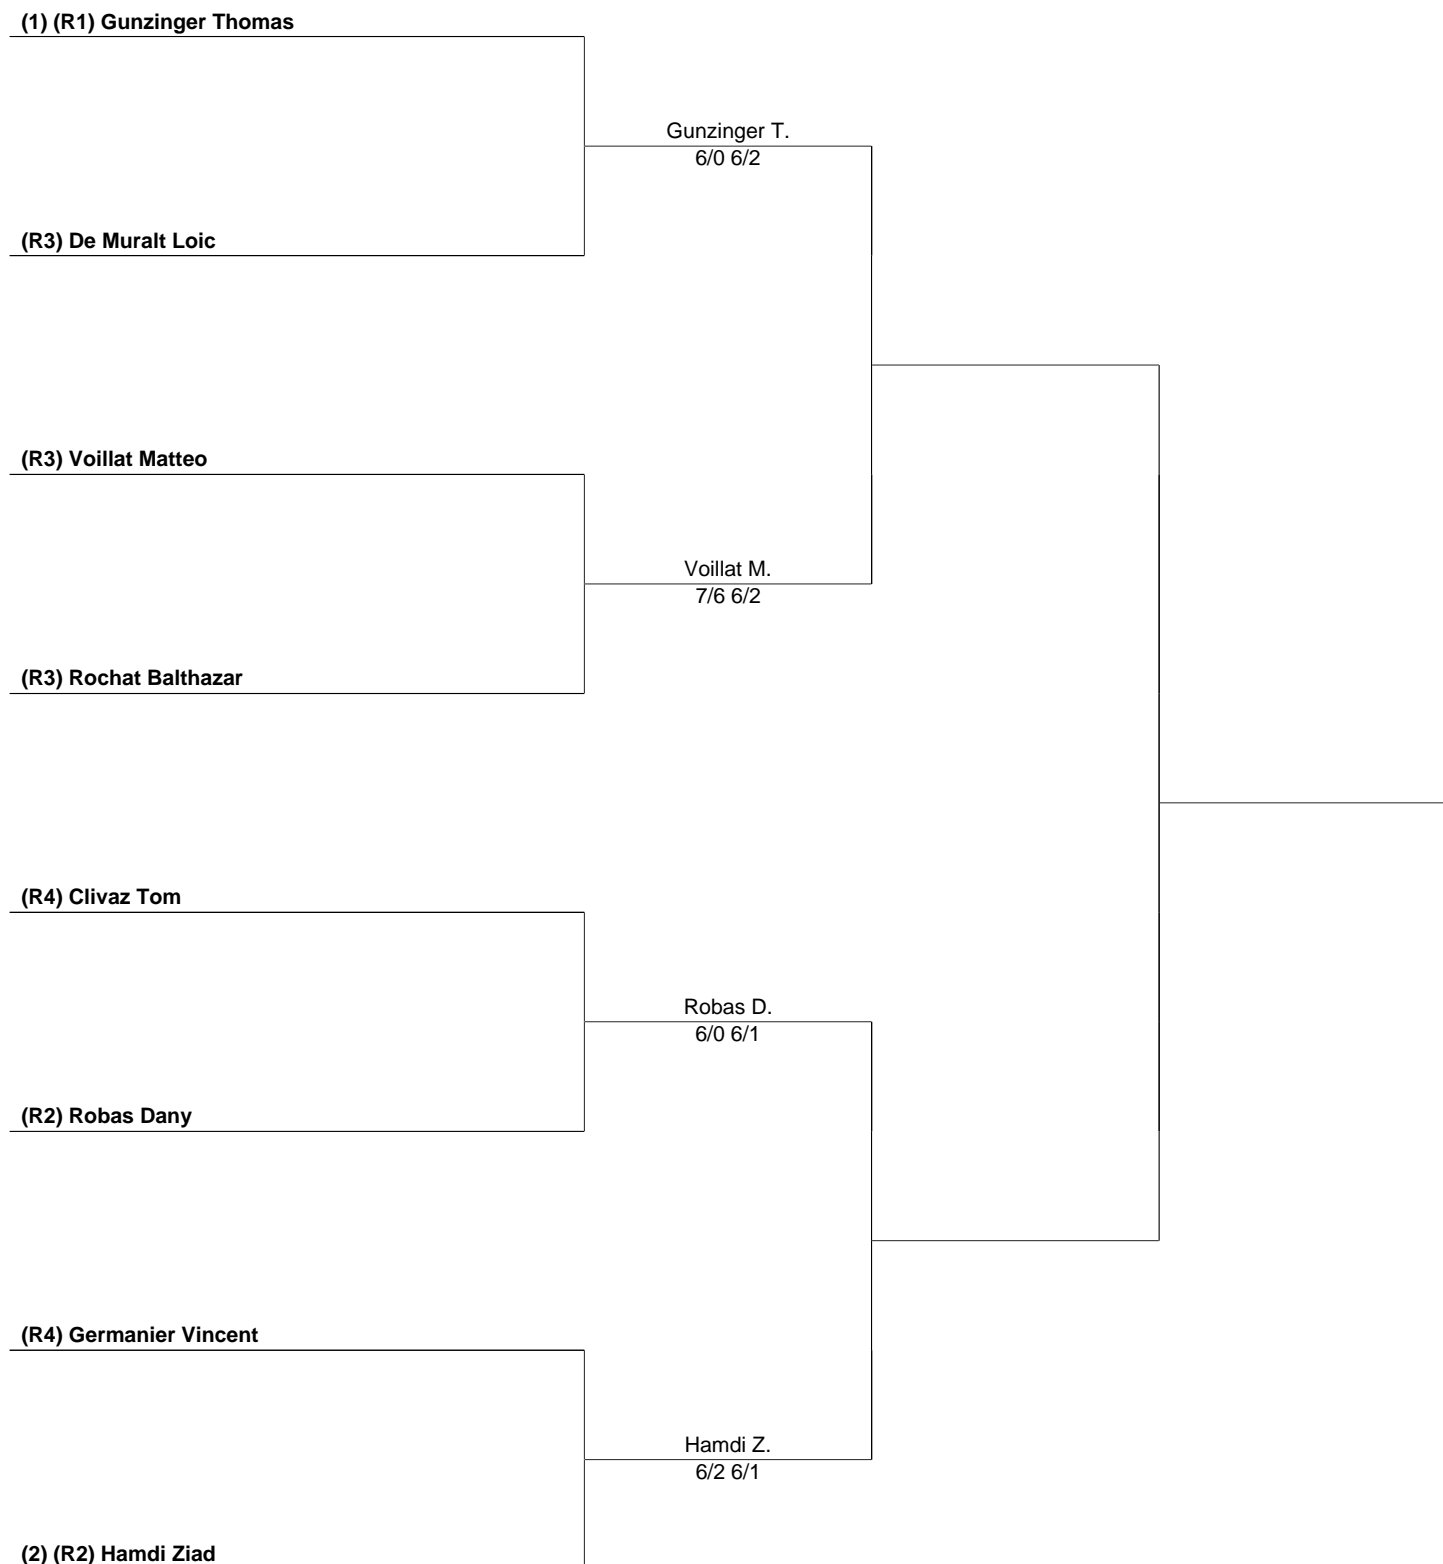 (1) (R1) Gunzinger Thomas
Gunzinger T.
6/0 6/2
(R3) De Muralt Loic
(R3) Voillat Matteo
Voillat M.
7/6 6/2
(R3) Rochat Balthazar
(R4) Clivaz Tom
Robas D.
6/0 6/1
(R2) Robas Dany
(R4) Germanier Vincent
Hamdi Z.
6/2 6/1
(2) (R2) Hamdi Ziad